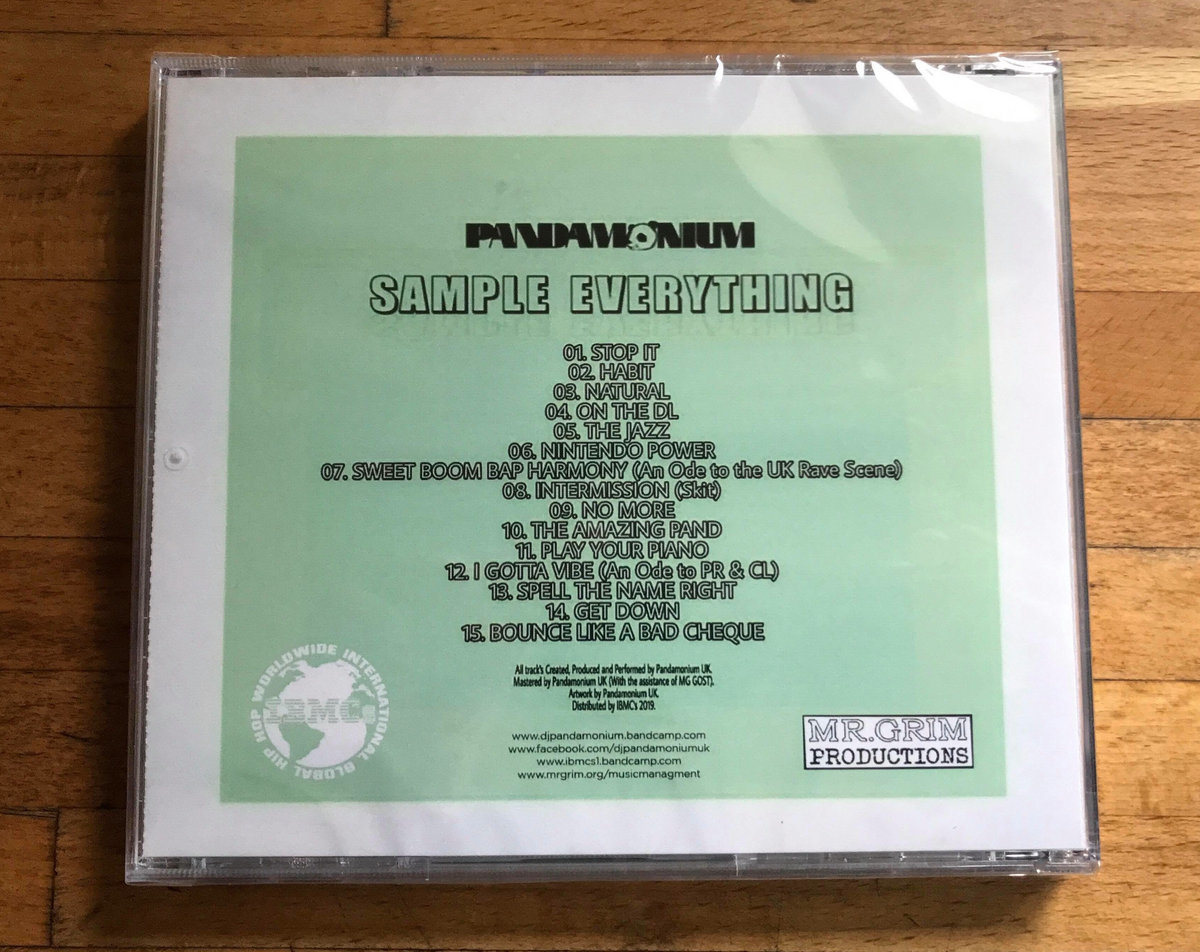 PANDAMONIUM
SAMPLE EVERYTHING
01. STOP IT
02. HABIT
03. NATURAL
04. ON THE DL
05. THE JAZZ
06. NINTENDO POWER
07. SWEET BOOM BAP HARMONY (An Ode to the UK Rave Scene)
08. INTERMISSION (Skit)
09. NO MORE
10. THE AMAZING PAND
11. PLAY YOUR PIANO
12. I GOTTA VIBE (An Ode to PR & CL)
13. SPELL THE NAME RIGHT
14. GET DOWN
15. BOUNCE LIKE A BAD CHEQUE
All track's Created, Produced and Performed by Pandamonium UK.
Mastered by Pandamonium UK (With the assistance of MG GOST).
Artwork by Pandamonium UK.
Distributed by IBMC's 2019.
www.djpandamonium.bandcamp.com
www.facebook.com/djpandamoniumuk
www.ibmcs1.bandcamp.com
www.mrgrim.org/musicmanagment
WORLDWIDE INTERNATIONAL GLOBAL HIP HOP
IBMCs
MR.GRIM
PRODUCTIONS